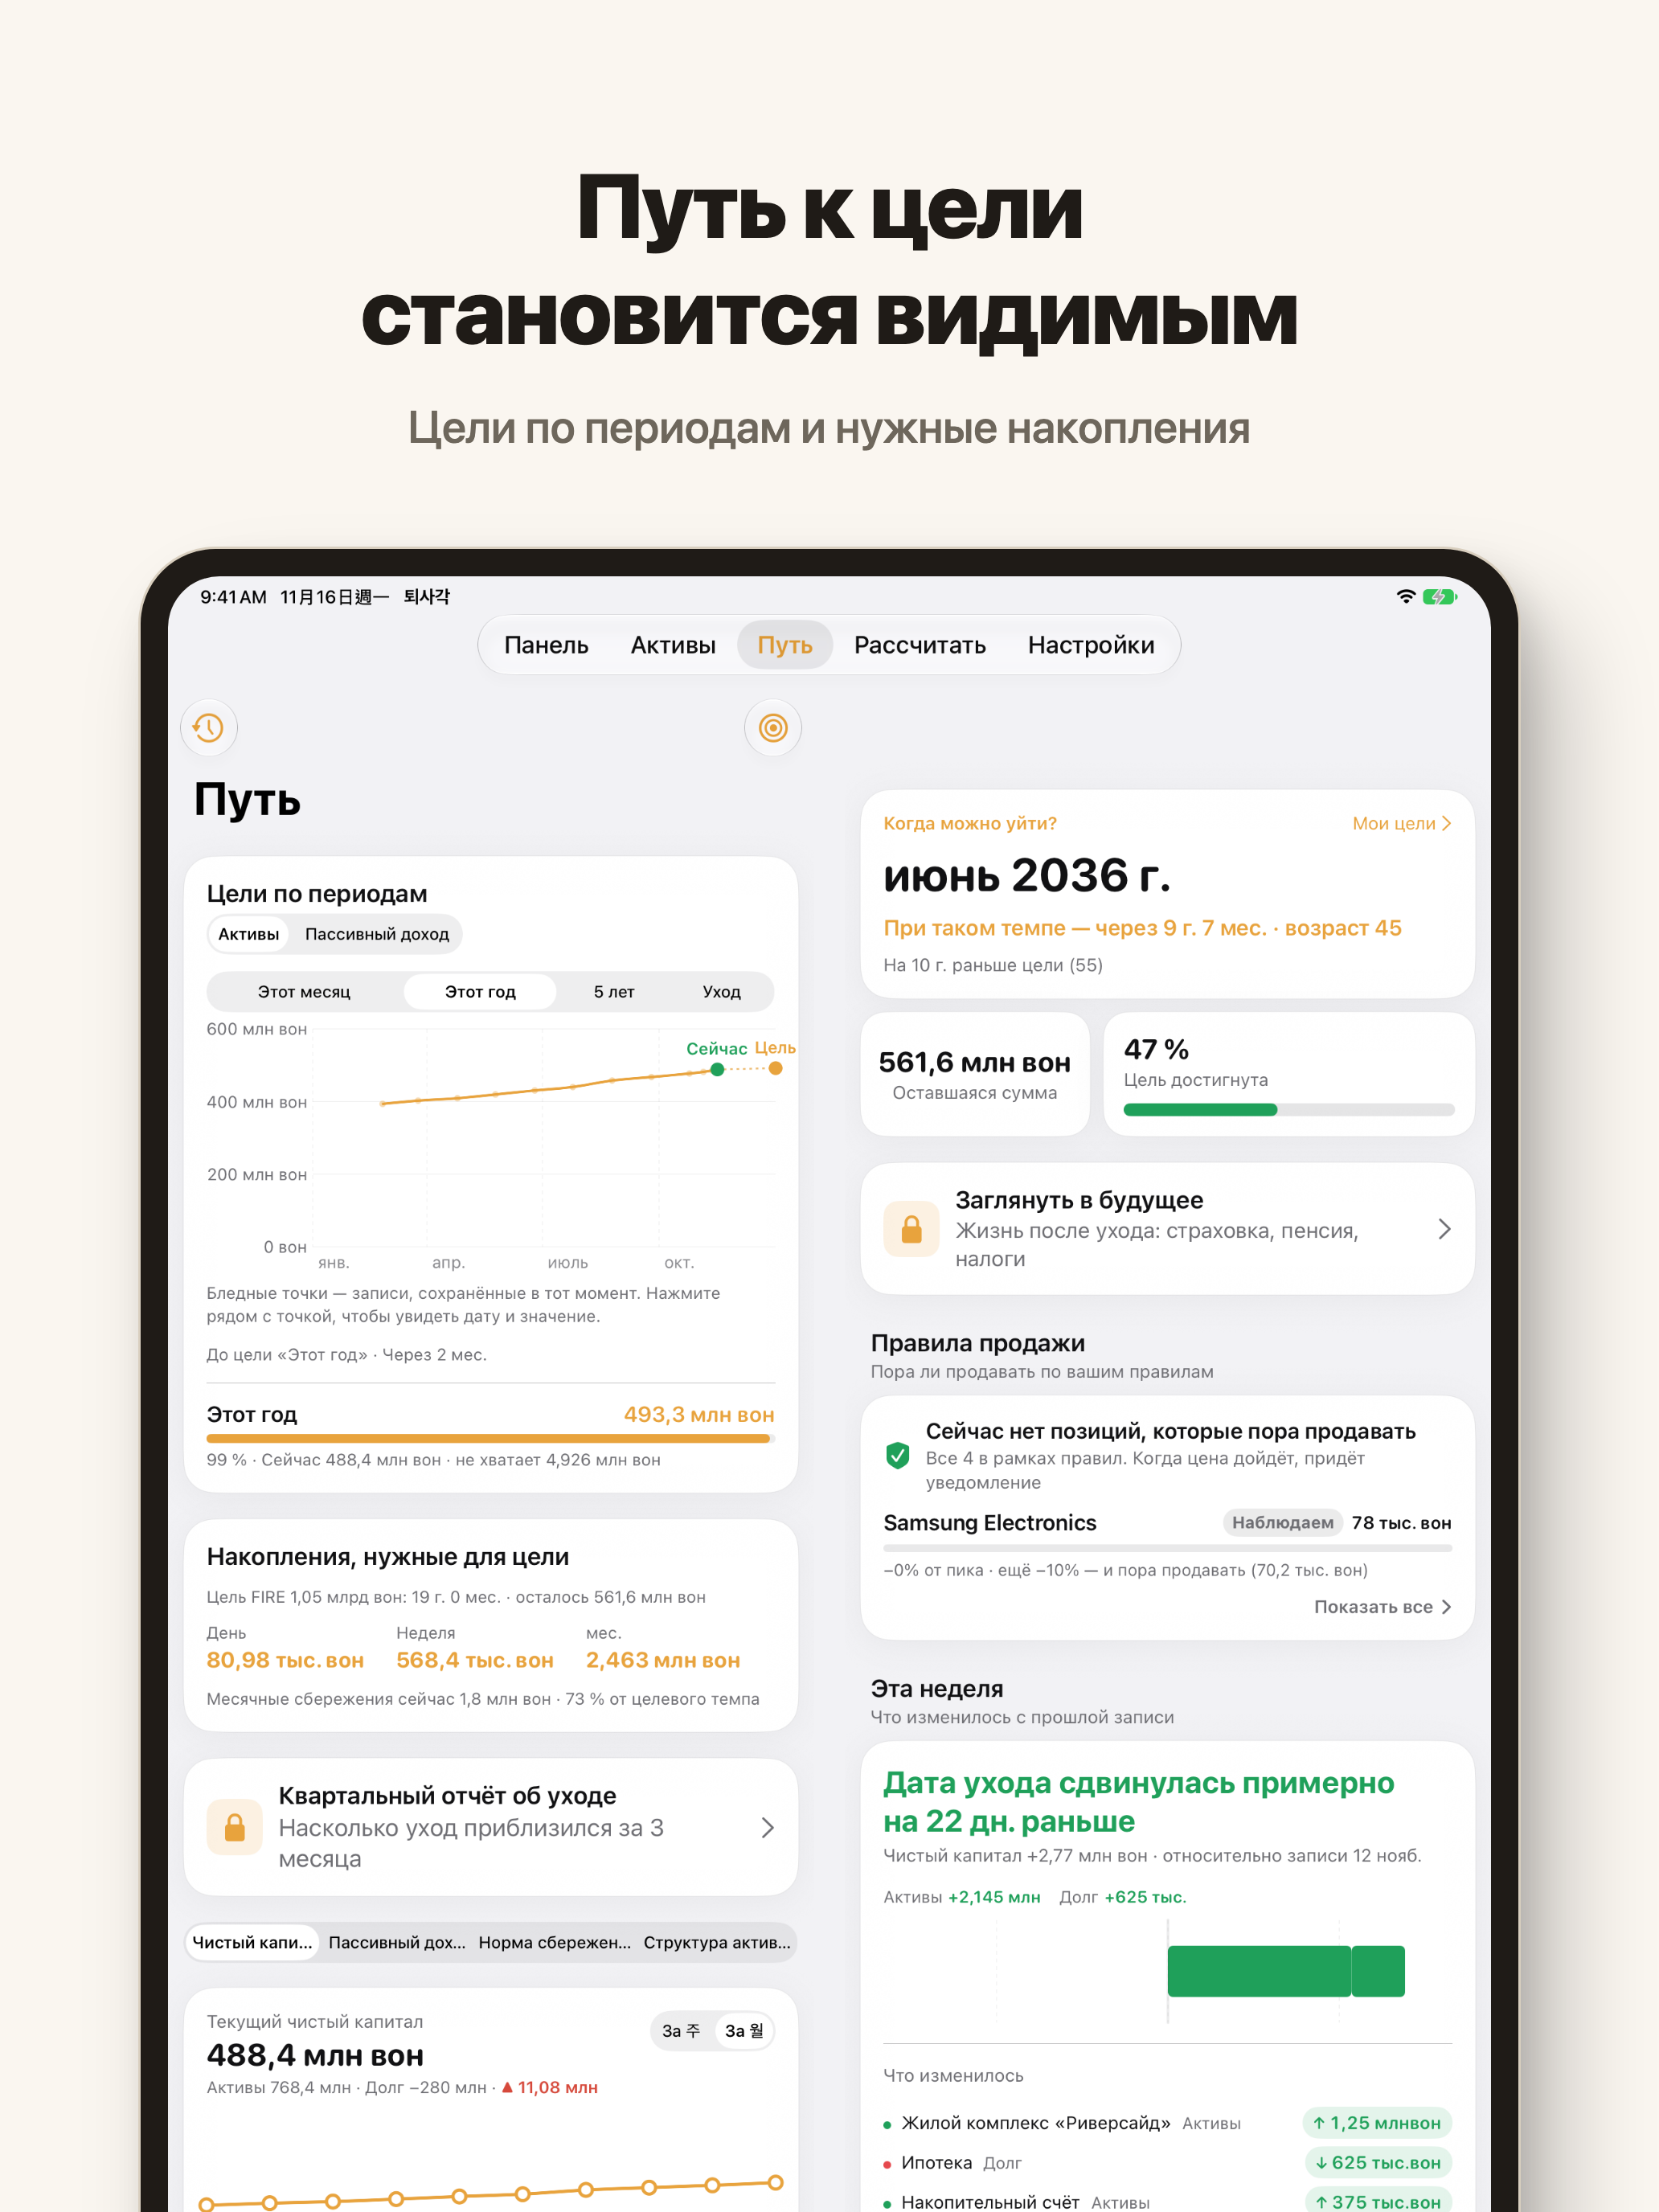 Путь к цели
становится видимым
Цели по периодам и нужные накопления
9:41 AM 11月16日週一 퇴사각
Панель Активы Путь Рассчитать Настройки
Путь
Цели по периодам
Активы Пассивный доход
Этот месяц Этот год 5 лет Уход
600 млн вон
Сейчас Цель
400 млн вон
200 млн вон
0 вон
янв. апр. июль окт.
Бледные точки — записи, сохранённые в тот момент. Нажмите
рядом с точкой, чтобы увидеть дату и значение.
До цели «Этот год» · Через 2 мес.
Этот год 493,3 млн вон
99 % · Сейчас 488,4 млн вон · не хватает 4,926 млн вон
Накопления, нужные для цели
Цель FIRE 1,05 млрд вон: 19 г. 0 мес. · осталось 561,6 млн вон
День Неделя мес.
80,98 тыс. вон 568,4 тыс. вон 2,463 млн вон
Месячные сбережения сейчас 1,8 млн вон · 73 % от целевого темпа
Квартальный отчёт об уходе
Насколько уход приблизился за 3
месяца
Чистый капи... Пассивный дох... Норма сбережен... Структура актив...
Текущий чистый капитал
За 주 За 월
488,4 млн вон
Активы 768,4 млн · Долг −280 млн · ▲ 11,08 млн
Когда можно уйти? Мои цели
июнь 2036 г.
При таком темпе — через 9 г. 7 мес. · возраст 45
На 10 г. раньше цели (55)
561,6 млн вон
Оставшаяся сумма
47 %
Цель достигнута
Заглянуть в будущее
Жизнь после ухода: страховка, пенсия,
налоги
Правила продажи
Пора ли продавать по вашим правилам
Сейчас нет позиций, которые пора продавать
Все 4 в рамках правил. Когда цена дойдёт, придёт
уведомление
Samsung Electronics Наблюдаем 78 тыс. вон
−0% от пика · ещё −10% — и пора продавать (70,2 тыс. вон)
Показать все
Эта неделя
Что изменилось с прошлой записи
Дата ухода сдвинулась примерно
на 22 дн. раньше
Чистый капитал +2,77 млн вон · относительно записи 12 нояб.
Активы +2,145 млн Долг +625 тыс.
Что изменилось
Жилой комплекс «Риверсайд» Активы ↑ 1,25 млнвон
Ипотека Долг ↓ 625 тыс.вон
Накопительный счёт Активы ↑ 375 тыс.вон